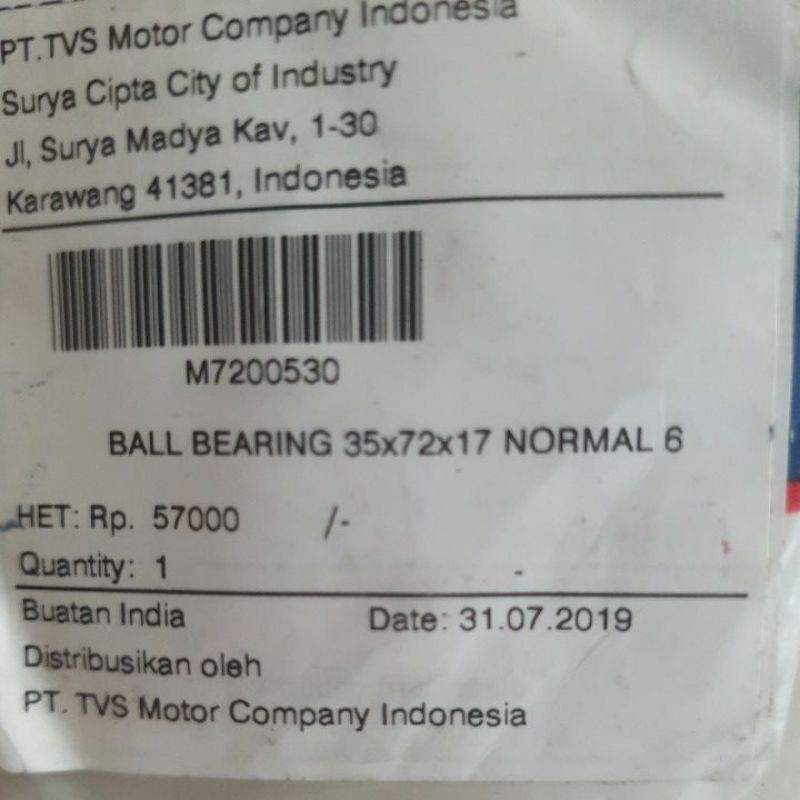 PT.TVS Motor Company Indonesia
Surya Cipta City of Industry
Jl, Surya Madya Kav, 1-30
Karawang 41381, Indonesia
M7200530
BALL BEARING 35x72x17 NORMAL 6
HET: Rp. 57000 /-
Quantity: 1 -
Buatan India Date: 31.07.2019
Distribusikan oleh
PT. TVS Motor Company Indonesia